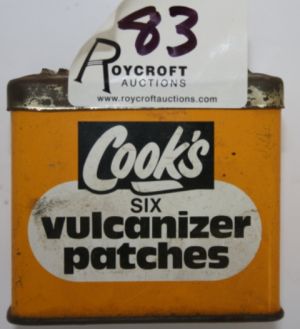 83
ROYCROFT
AUCTIONS
www.roycroftauctions.com
Cook's
SIX
vulcanizer
patches